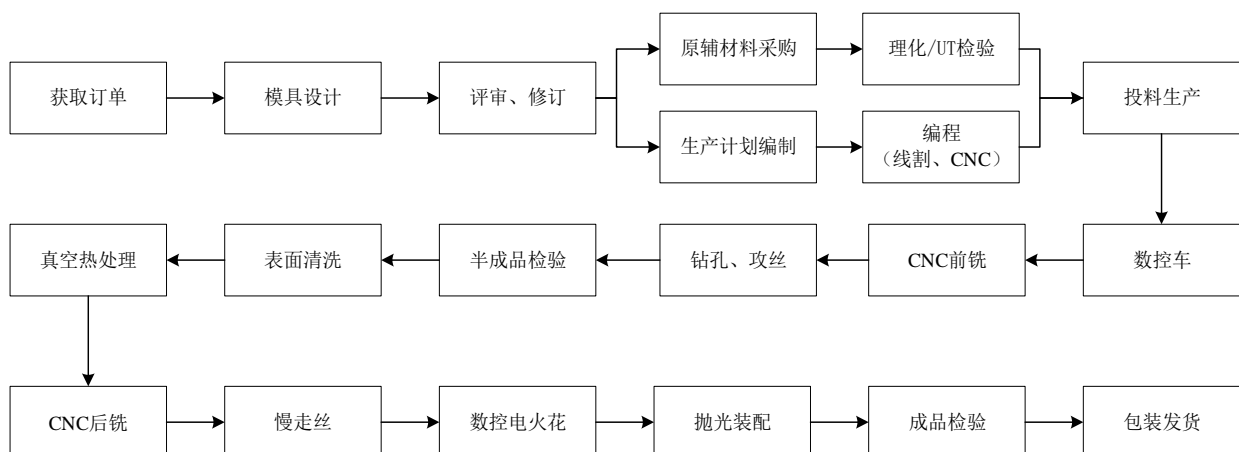 获取订单
模具设计
评审、修订
原辅材料采购
理化/UT检验
生产计划编制
编程
（线割、CNC）
投料生产
数控车
CNC前铣
钻孔、攻丝
半成品检验
表面清洗
真空热处理
CNC后铣
慢走丝
数控电火花
抛光装配
成品检验
包装发货